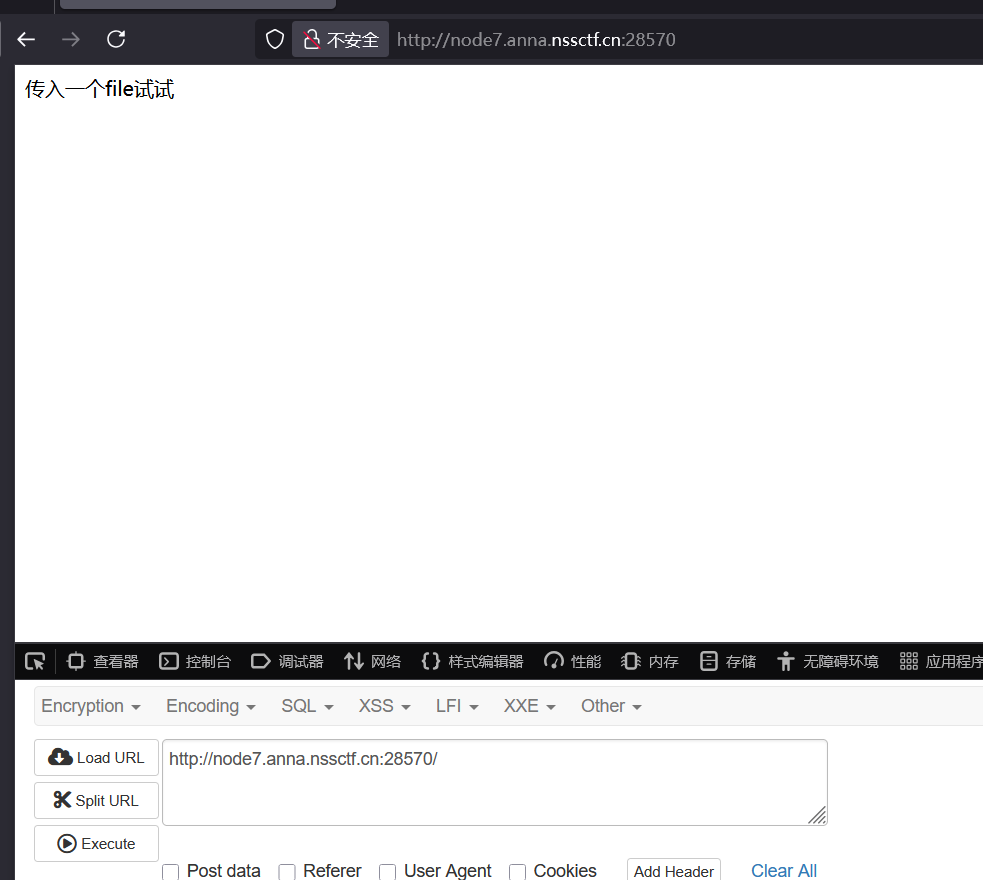 不安全 http://node7.anna.nssctf.cn:28570
传入一个file试试
查看器 控制台 调试器 网络 样式编辑器 性能 内存 存储 无障碍环境 应用程序
Encryption Encoding SQL XSS LFI XXE Other
Load URL http://node7.anna.nssctf.cn:28570/
Split URL
Execute
Post data Referer User Agent Cookies Add Header Clear All